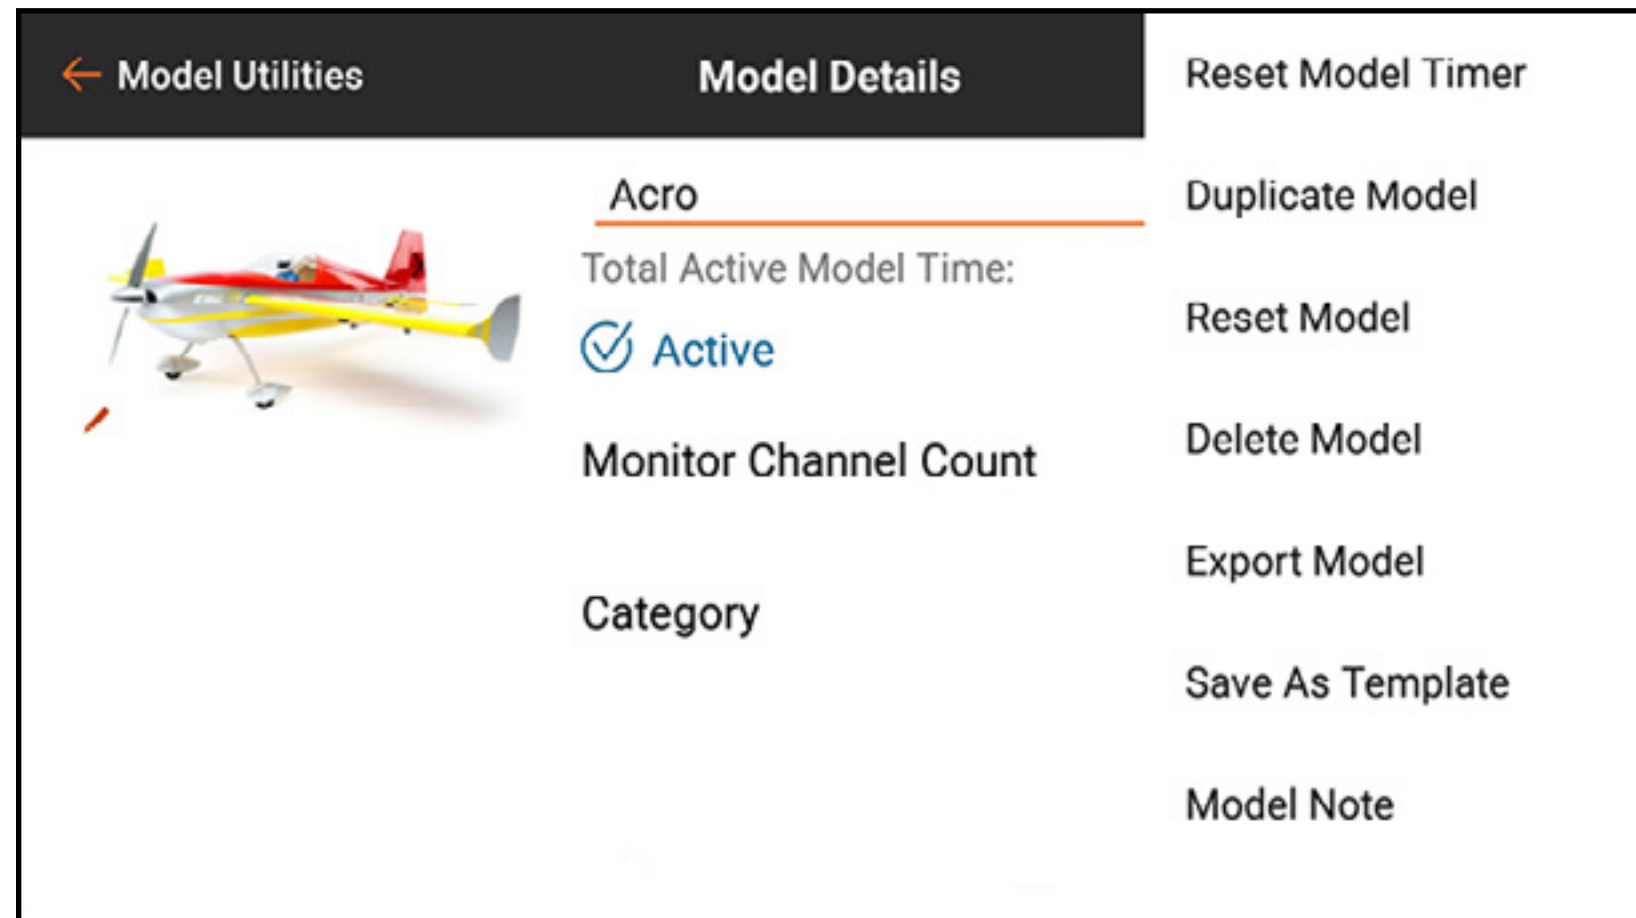 Model Utilities
Model Details
Acro
Total Active Model Time:
Active
Monitor Channel Count
Category
Reset Model Timer
Duplicate Model
Reset Model
Delete Model
Export Model
Save As Template
Model Note